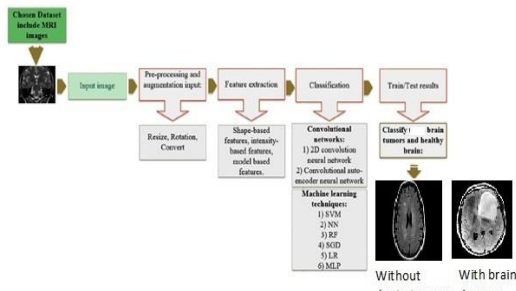 Chosen Dataset
include MRI
images
Input image
Pre-processing and
augmentation input:
Resize, Rotation,
Convert
Feature extraction
Shape-based
features, intensity-
based features,
model based
features.
Classification
Convolutional
networks:
1) 2D convolution
neural network
2) Convolutional auto-
encoder neural network
Machine learning
techniques:
1) SVM
2) NN
3) RF
4) SGD
5) LR
6) MLP
Train/Test results
Classify brain
tumors and healthy
brain:
Without
With brain